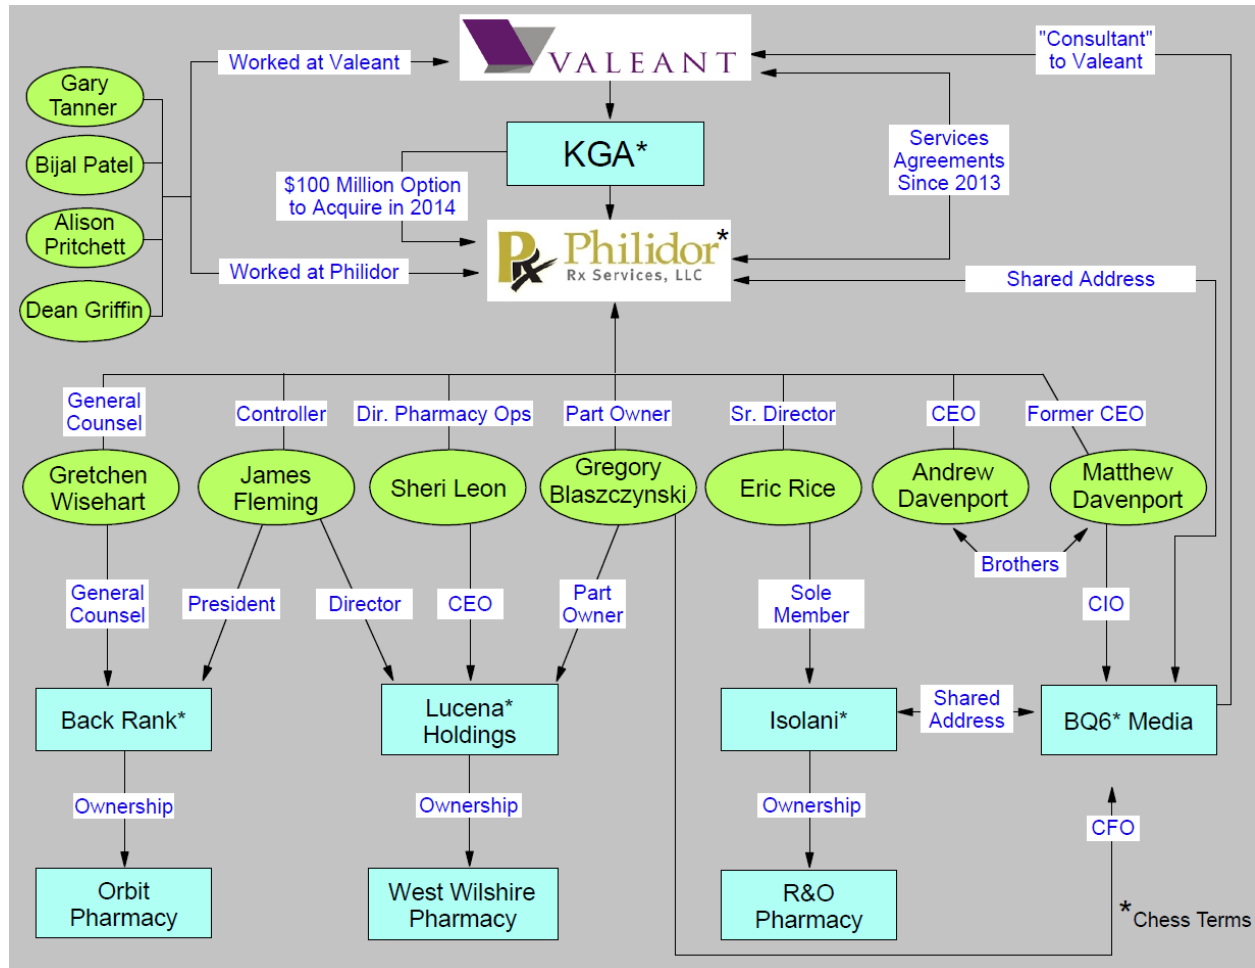 VALEANT
"Consultant"
to Valeant
Worked at Valeant
Gary
Tanner
KGA*
Services
Agreements
Since 2013
Bijal Patel
$100 Million Option
to Acquire in 2014
Alison
Pritchett
Philidor*
Rx Services, LLC
PRx
Worked at Philidor
Shared Address
Dean Griffin
General
Counsel
Controller
Dir. Pharmacy Ops
Part Owner
Sr. Director
CEO
Former CEO
Gretchen
Wisehart
James
Fleming
Sheri Leon
Gregory
Blaszczynski
Eric Rice
Andrew
Davenport
Matthew
Davenport
Brothers
General
Counsel
President
Director
CEO
Part
Owner
Sole
Member
CIO
Back Rank*
Lucena*
Holdings
Isolani*
Shared
Address
BQ6* Media
Ownership
Ownership
Ownership
CFO
Orbit
Pharmacy
West Wilshire
Pharmacy
R&O
Pharmacy
*Chess Terms